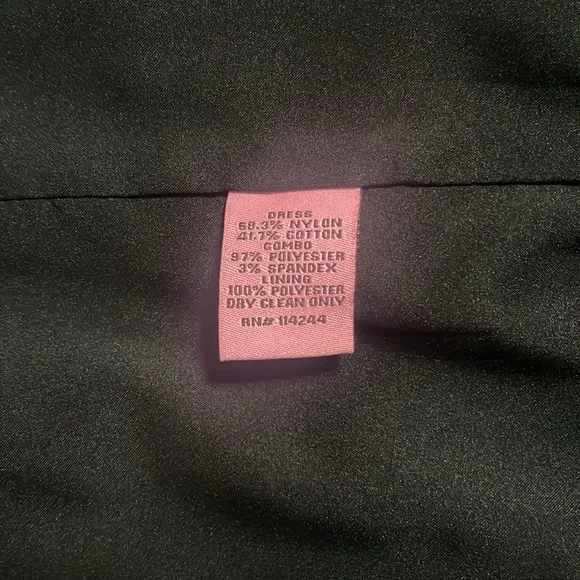 DRESS
58.3% NYLON
41.7% COTTON
COMBO
97% POLYESTER
3% SPANDEX
LINING
100% POLYESTER
DRY CLEAN ONLY
RN# 114244